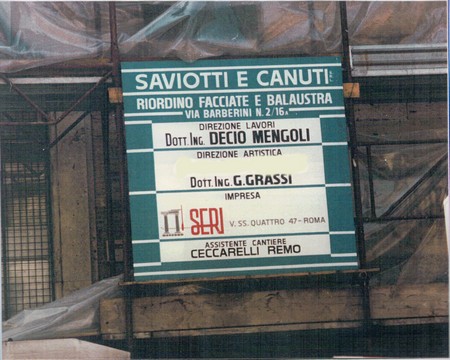 SAVIOTTI E CANUTI
RIORDINO FACCIATE E BALAUSTRA
VIA BARBERINI N. 2/16
DIREZIONE LAVORI
DOTT. ING. DECIO MENGOLI
DIREZIONE ARTISTICA
DOTT. ING. G. GRASSI
IMPRESA
SERI V. SS. QUATTRO 47-ROMA
ASSISTENTE CANTIERE
CECCARELLI REMO